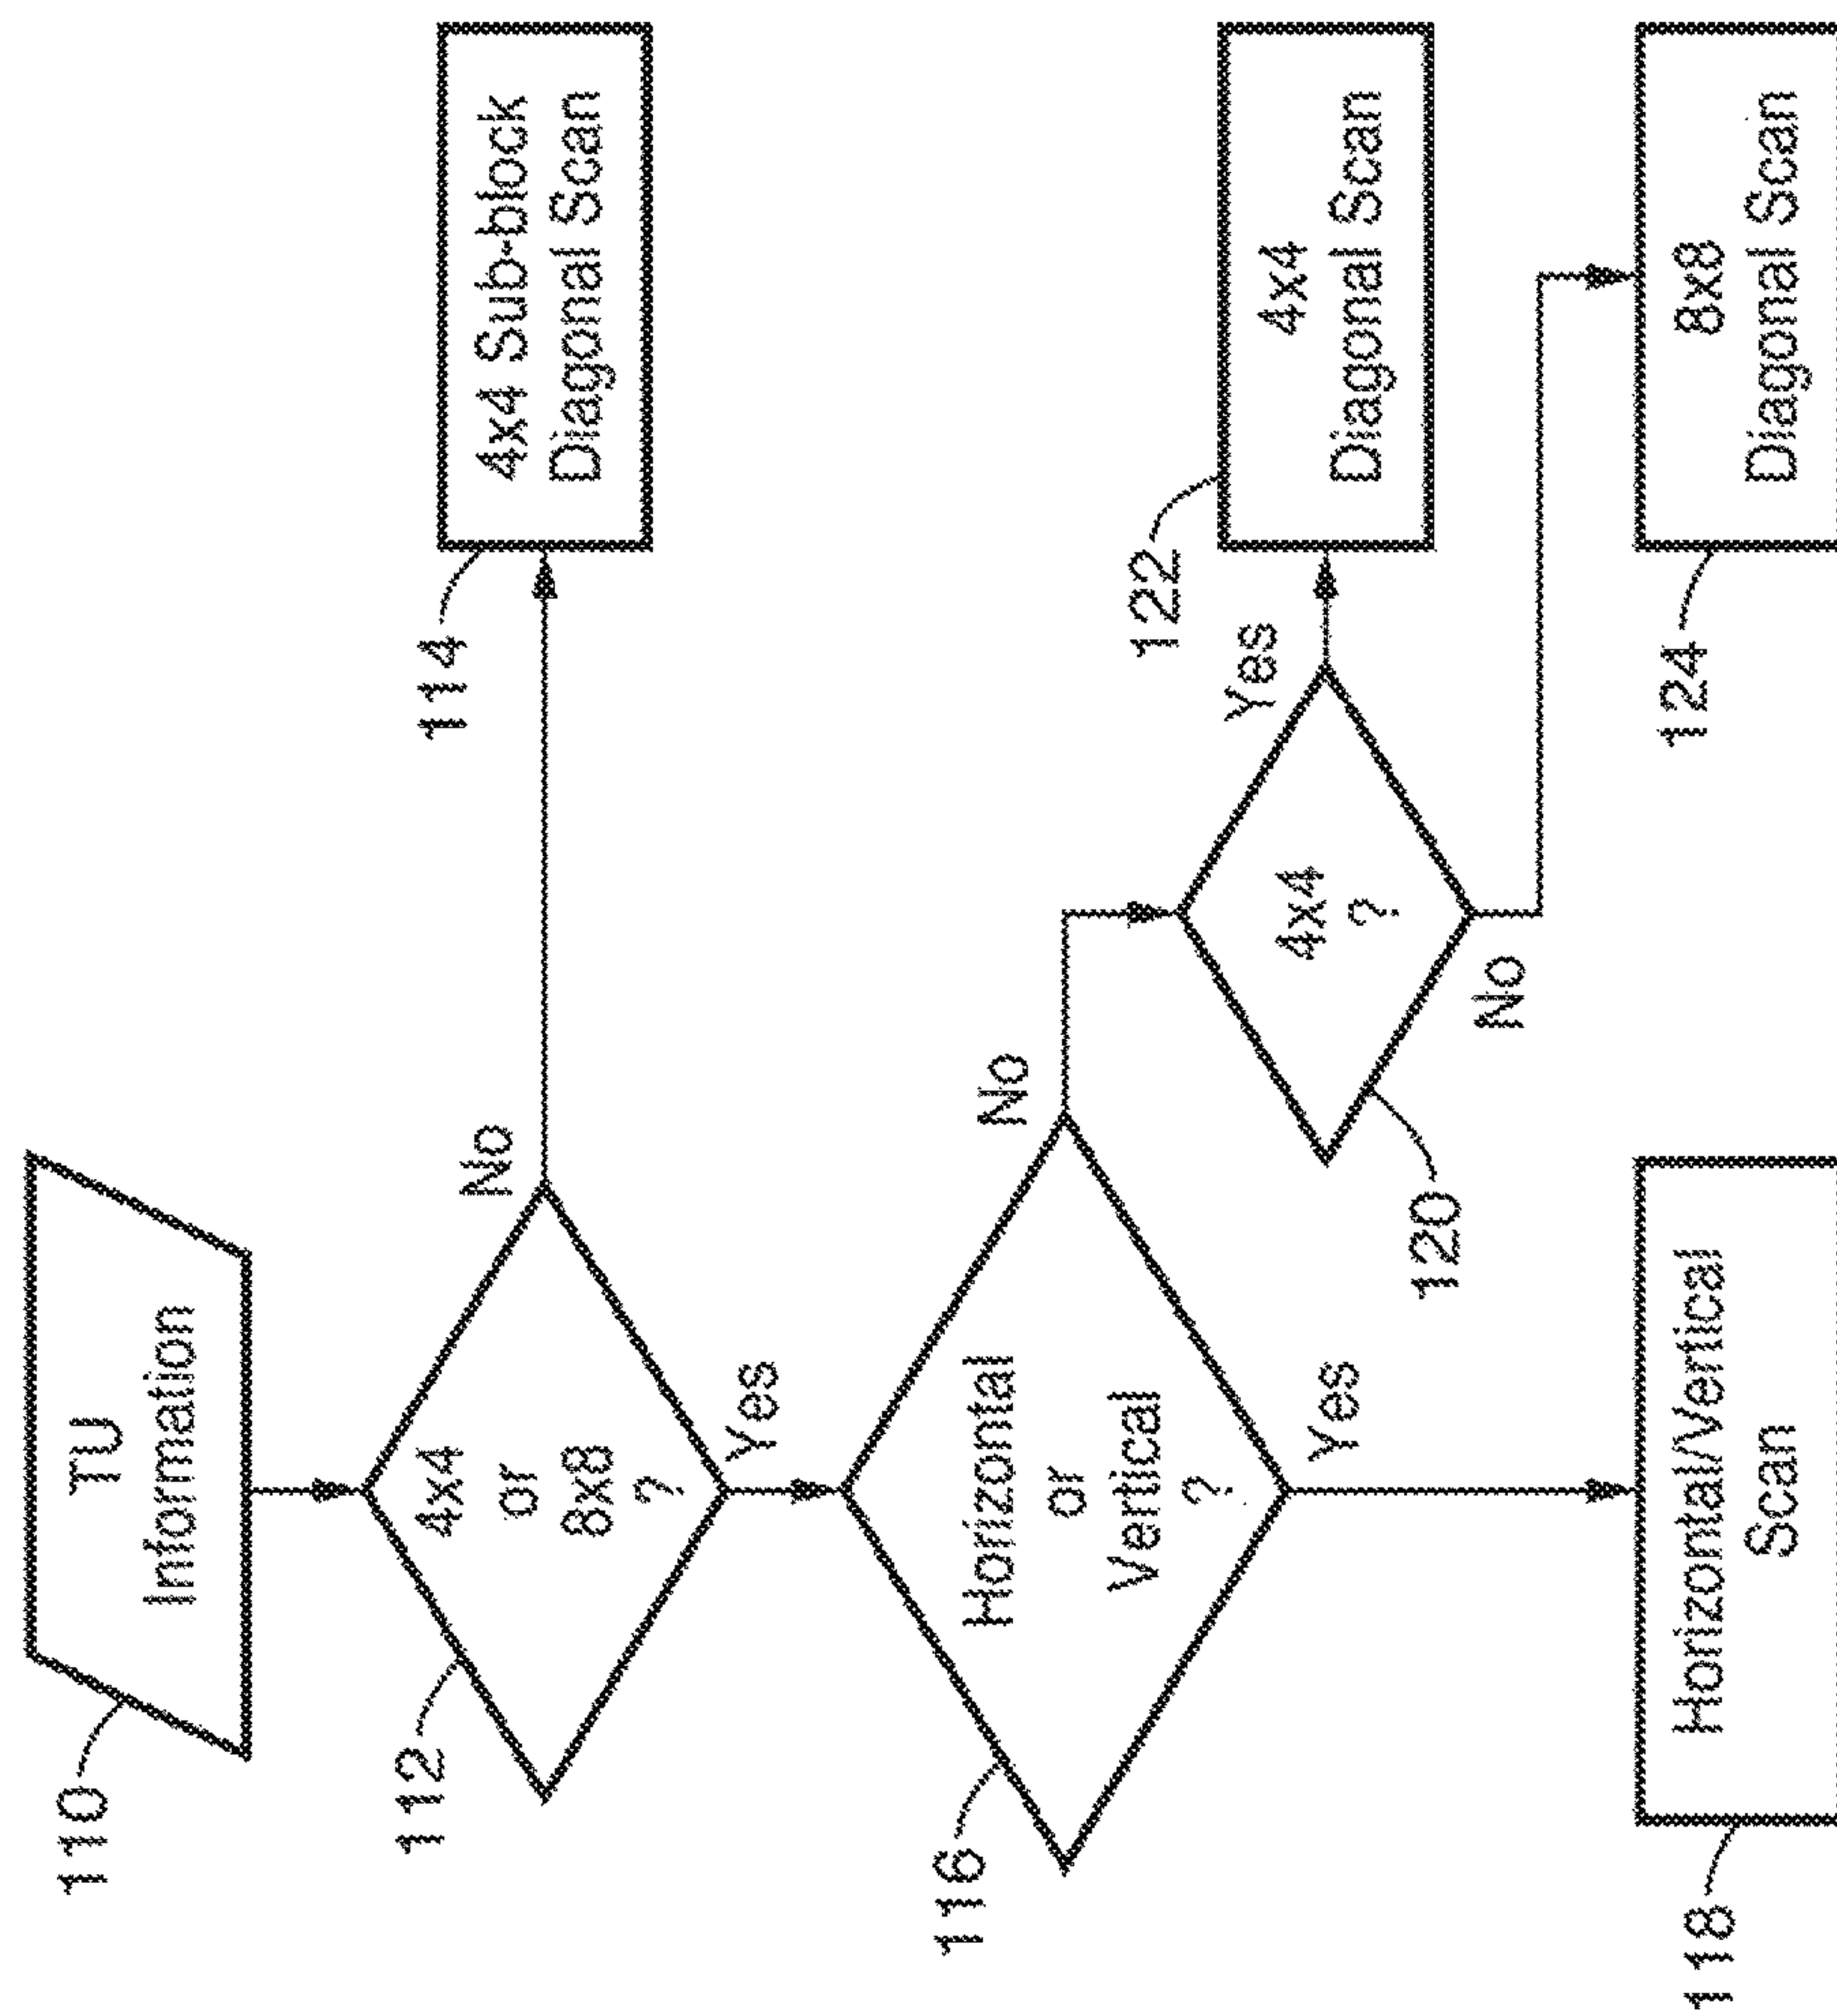 110
TU
Information
112
4x4
or
8x8
?
No
Yes
114
4x4 Sub-block
Diagonal Scan
116
Horizontal
or
Vertical
?
No
Yes
118
Horizontal/Vertical
Scan
120
4x4
?
Yes
No
122
4x4
Diagonal Scan
124
8x8
Diagonal Scan